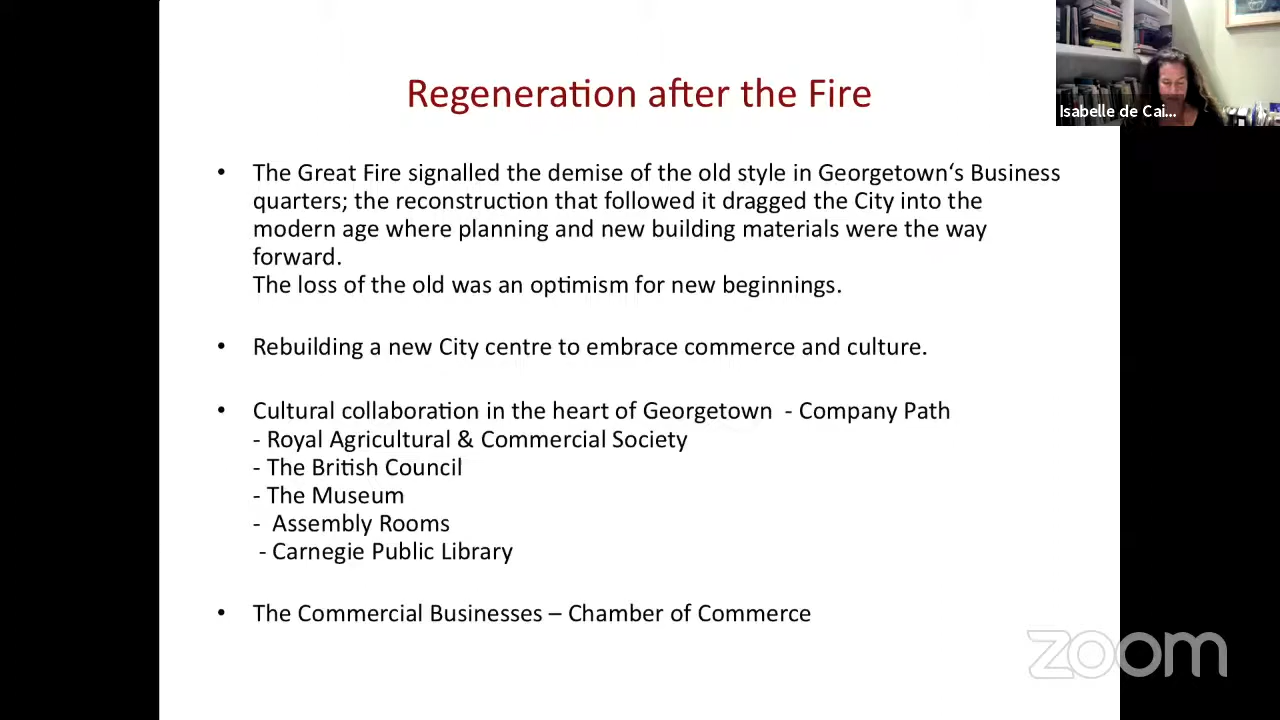 Regeneration after the Fire
Isabelle de Cai...
• The Great Fire signalled the demise of the old style in Georgetown‘s Business
quarters; the reconstruction that followed it dragged the City into the
modern age where planning and new building materials were the way
forward.
The loss of the old was an optimism for new beginnings.
• Rebuilding a new City centre to embrace commerce and culture.
• Cultural collaboration in the heart of Georgetown - Company Path
- Royal Agricultural & Commercial Society
- The British Council
- The Museum
- Assembly Rooms
- Carnegie Public Library
• The Commercial Businesses – Chamber of Commerce
zoom